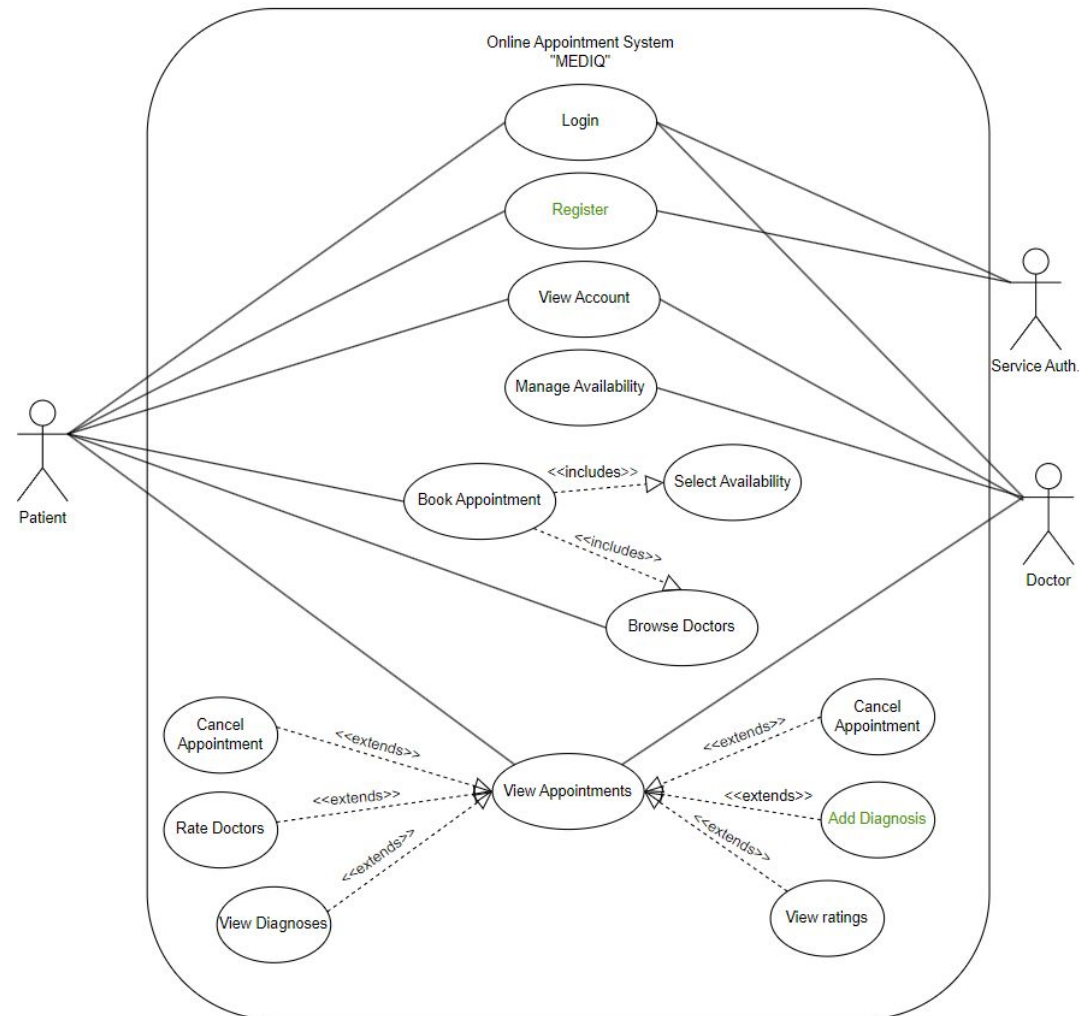 Online Appointment System
"MEDIQ"
Login
Register
View Account
Service Auth.
Manage Availability
Patient
<<includes>>
Select Availability
Book Appointment
<<includes>>
Doctor
Browse Doctors
Cancel
Appointment
<<extends>>
<<extends>>
Cancel
Appointment
View Appointments
<<extends>>
<<extends>>
Rate Doctors
Add Diagnosis
<<extends>>
<<extends>>
View Diagnoses
View ratings